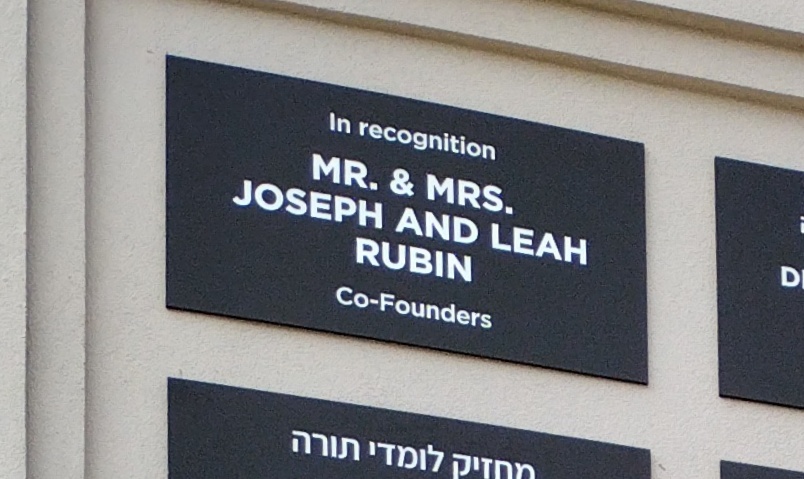 In recognition
MR. & MRS.
JOSEPH AND LEAH
RUBIN
Co-Founders
מחזיק לומדי תורה